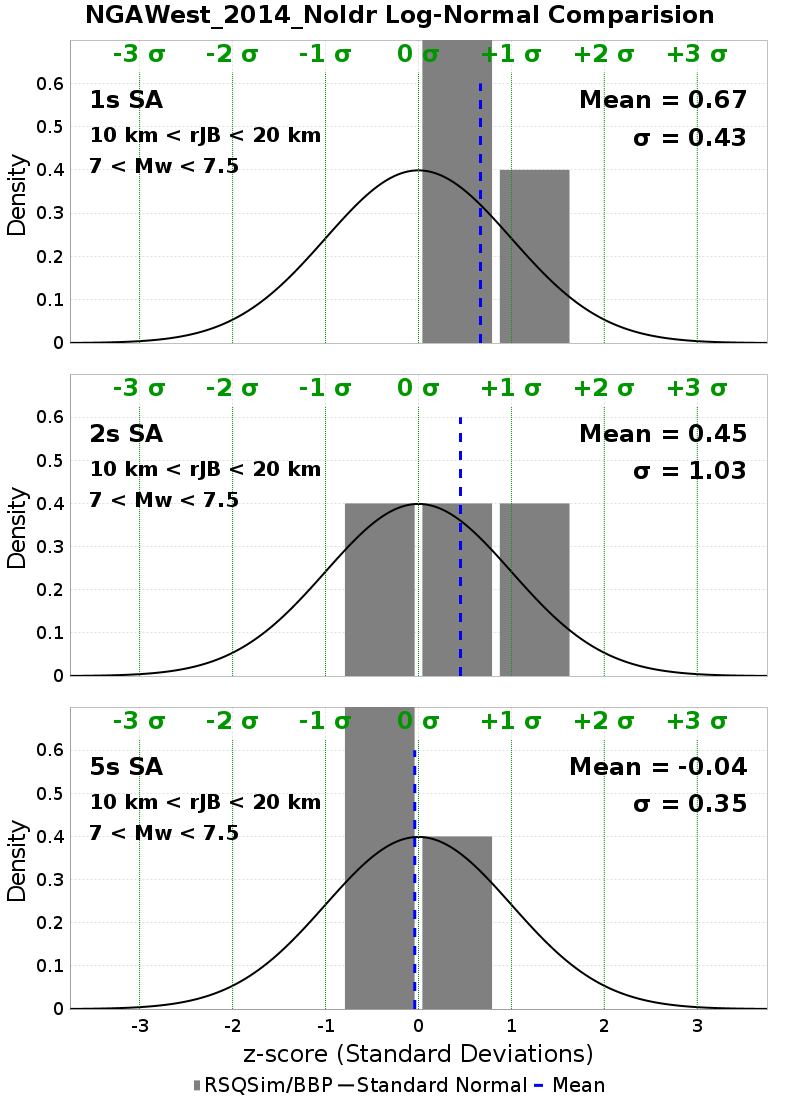 NGAWest_2014_NoIdr Log-Normal Comparision
-3 σ -2 σ -1 σ 0 σ +1 σ +2 σ +3 σ
0.6
1s SA Mean = 0.67
0.5
10 km < rJB < 20 km σ = 0.43
7 < Mw < 7.5
0.4
0.3
0.2
0.1
0
Density
-3 σ -2 σ -1 σ 0 σ +1 σ +2 σ +3 σ
0.6
2s SA Mean = 0.45
0.5
10 km < rJB < 20 km σ = 1.03
7 < Mw < 7.5
0.4
0.3
0.2
0.1
0
Density
-3 σ -2 σ -1 σ 0 σ +1 σ +2 σ +3 σ
0.6
5s SA Mean = -0.04
0.5
10 km < rJB < 20 km σ = 0.35
7 < Mw < 7.5
0.4
0.3
0.2
0.1
0
Density
-3 -2 -1 0 1 2 3
z-score (Standard Deviations)
RSQSim/BBP Standard Normal Mean